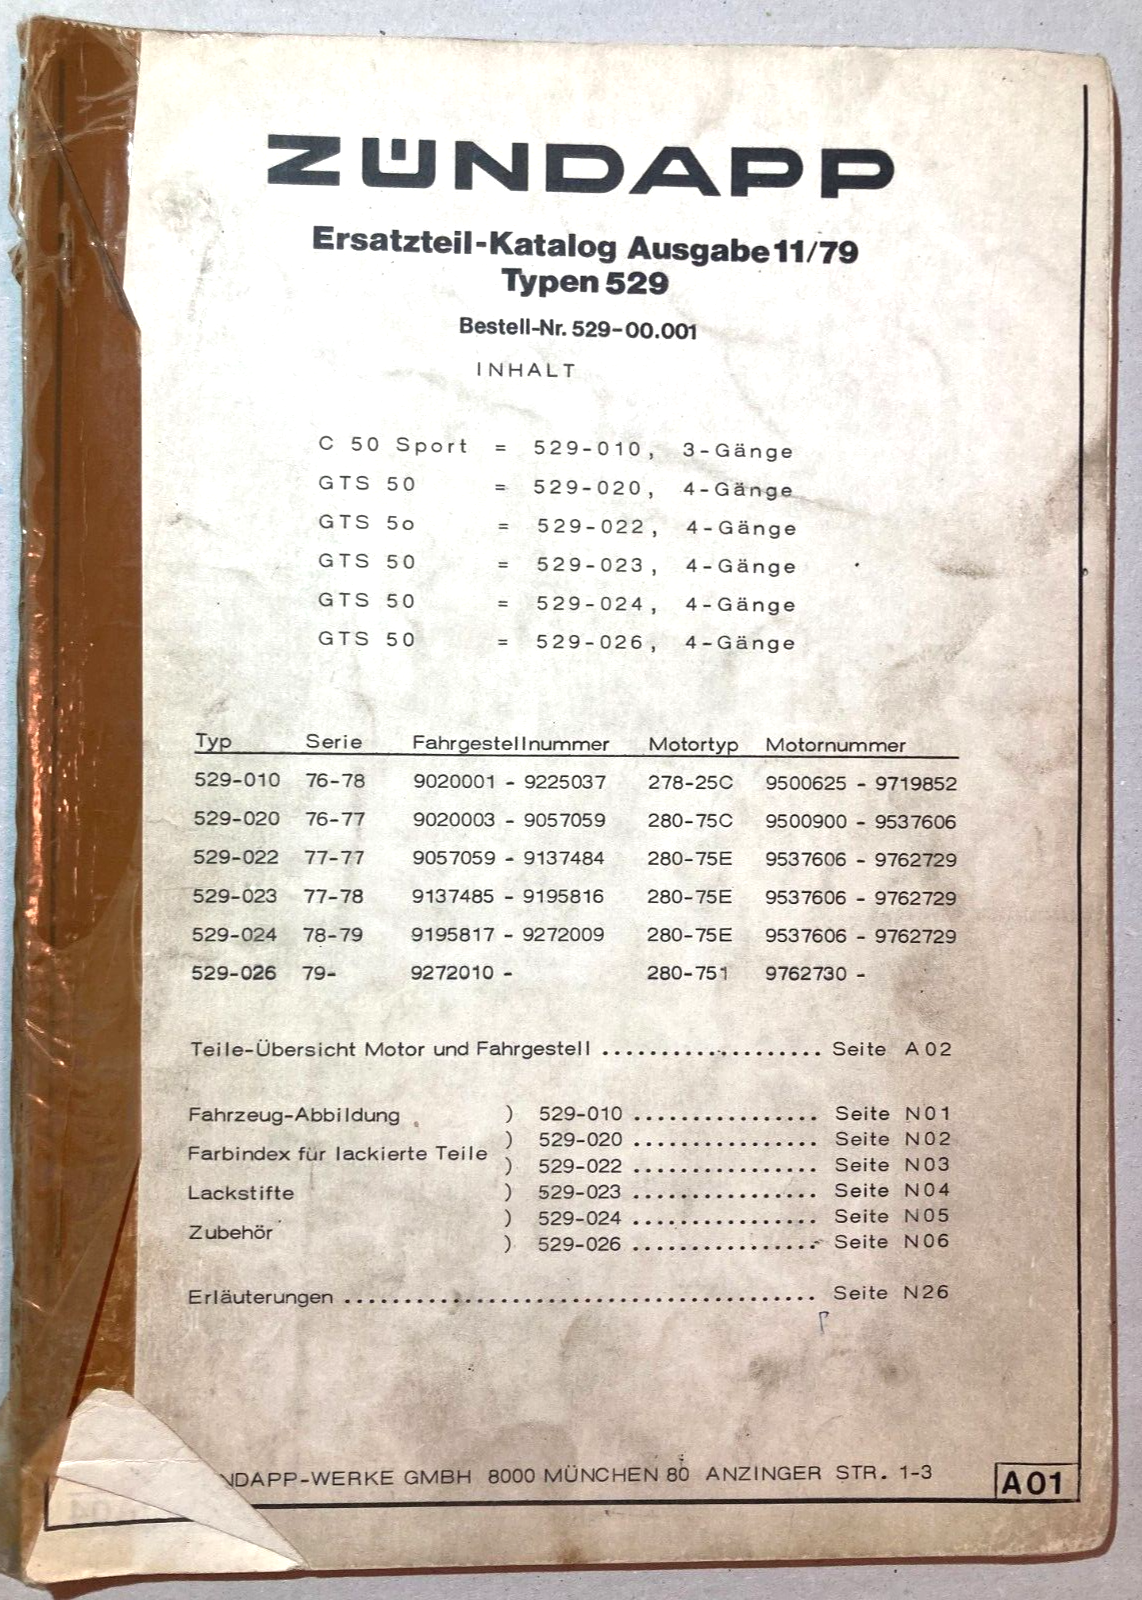 ZÜNDAPP
Ersatzteil-Katalog Ausgabe 11/79
Typen 529
Bestell-Nr. 529-00.001
INHALT
C 50 Sport = 529-010, 3-Gänge
GTS 50 = 529-020, 4-Gänge
GTS 5o = 529-022, 4-Gänge
GTS 50 = 529-023, 4-Gänge
GTS 50 = 529-024, 4-Gänge
GTS 50 = 529-026, 4-Gänge
Typ Serie Fahrgestellnummer Motortyp Motornummer
529-010 76-78 9020001 - 9225037 278-25C 9500625 - 9719852
529-020 76-77 9020003 - 9057059 280-75C 9500900 - 9537606
529-022 77-77 9057059 - 9137484 280-75E 9537606 - 9762729
529-023 77-78 9137485 - 9195816 280-75E 9537606 - 9762729
529-024 78-79 9195817 - 9272009 280-75E 9537606 - 9762729
529-026 79- 9272010 - 280-751 9762730 -
Teile-Übersicht Motor und Fahrgestell ................... Seite A02
Fahrzeug-Abbildung ) 529-010 ................ Seite N01
) 529-020 ................ Seite N02
Farbindex für lackierte Teile
) 529-022 ................ Seite N03
Lackstifte ) 529-023 ................ Seite N04
) 529-024 ................ Seite N05
Zubehör
) 529-026 ................ Seite N06
Erläuterungen ........................................ Seite N26
NDAPP-WERKE GMBH 8000 MÜNCHEN 80 ANZINGER STR. 1-3
A01